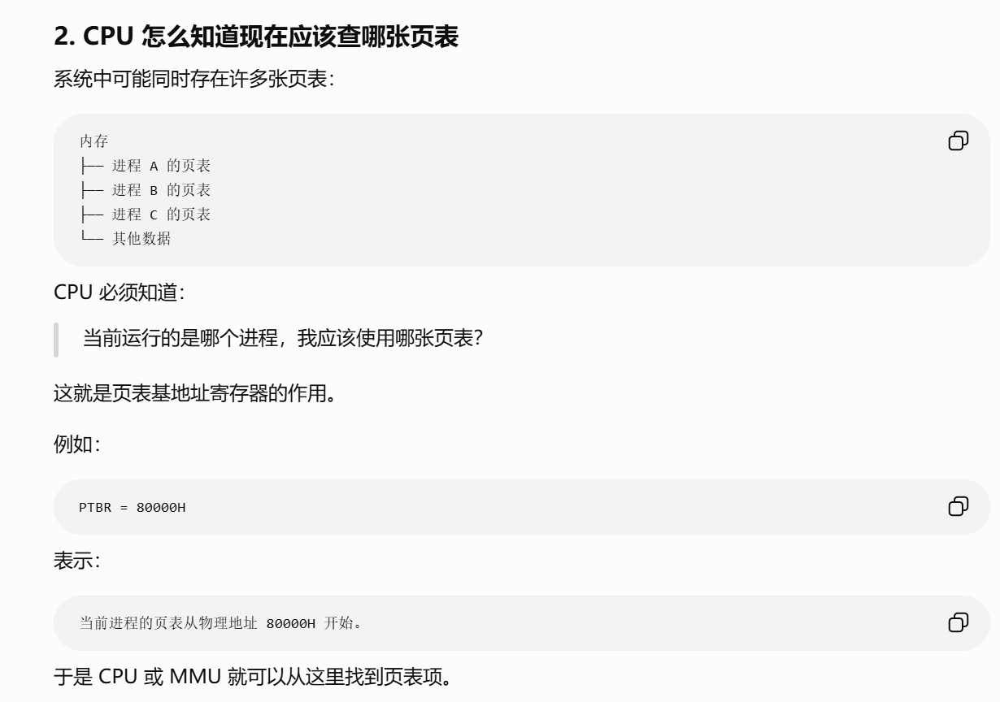 2. CPU 怎么知道现在应该查哪张页表
系统中可能同时存在许多张页表：
内存
├── 进程 A 的页表
├── 进程 B 的页表
├── 进程 C 的页表
└── 其他数据
CPU 必须知道：
当前运行的是哪个进程，我应该使用哪张页表？
这就是页表基地址寄存器的作用。
例如：
PTBR = 80000H
表示：
当前进程的页表从物理地址 80000H 开始。
于是 CPU 或 MMU 就可以从这里找到页表项。